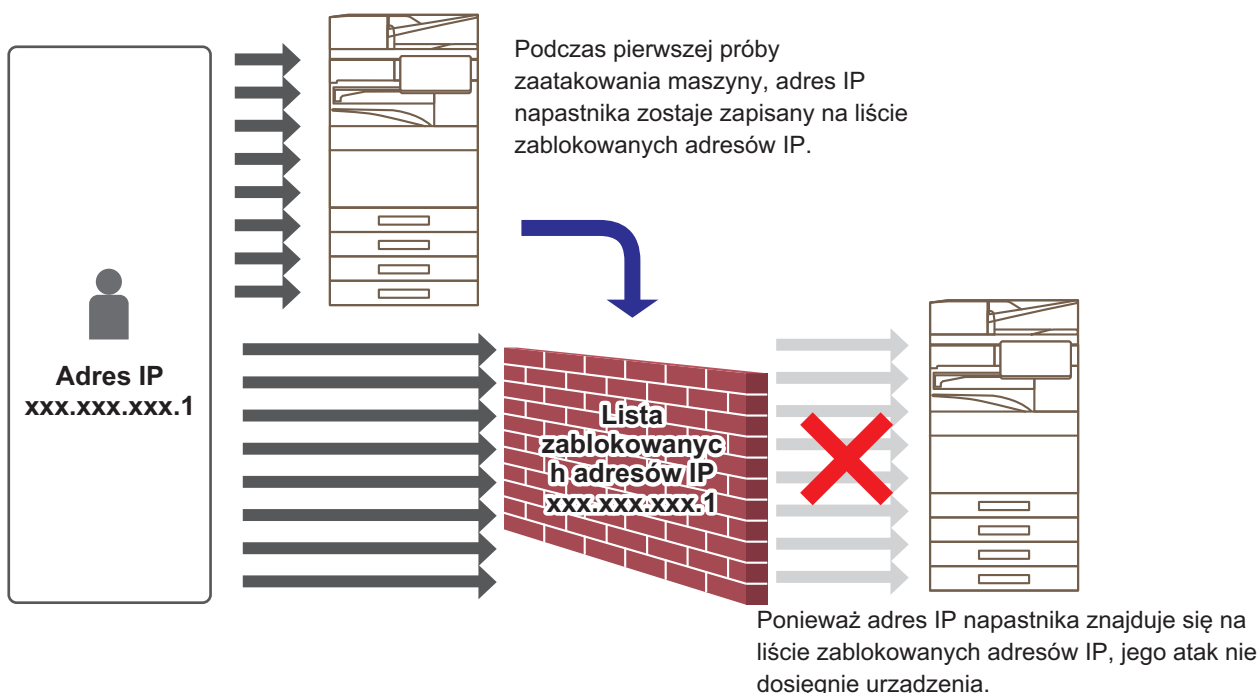 Podczas pierwszej próby
zaatakowania maszyny, adres IP
napastnika zostaje zapisany na liście
zablokowanych adresów IP.
Adres IP
xxx.xxx.xxx.1
Lista
zablokowanyc
h adresów IP
xxx.xxx.xxx.1
Ponieważ adres IP napastnika znajduje się na
liście zablokowanych adresów IP, jego atak nie
dosięgnie urządzenia.